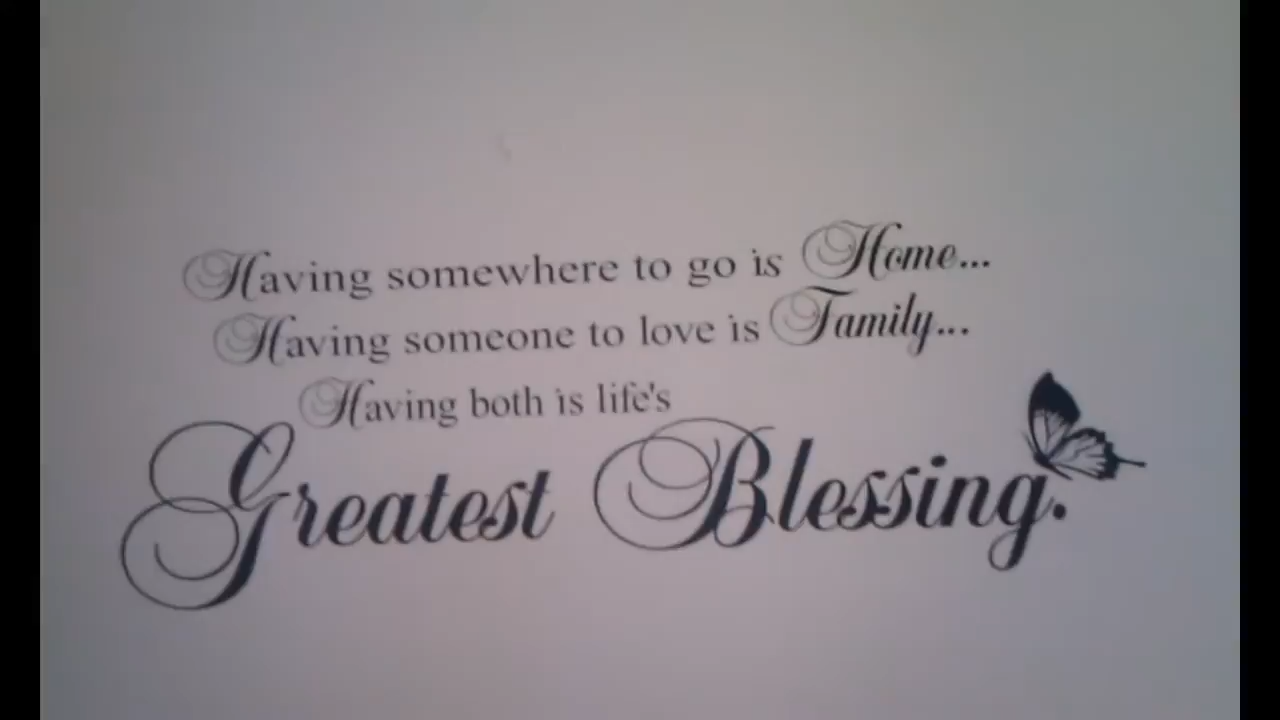 Having somewhere to go is Home...
Having someone to love is Family...
Having both is life's
Greatest Blessing.